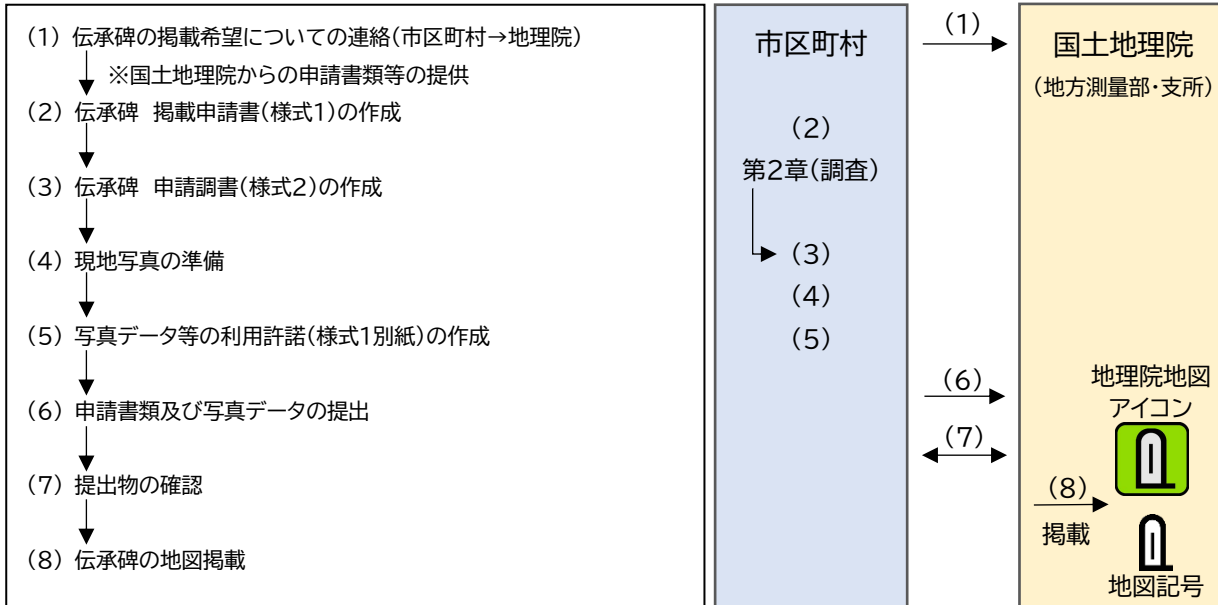 (1) 伝承碑の掲載希望についての連絡(市区町村→地理院)
※国土地理院からの申請書類等の提供
(2) 伝承碑 掲載申請書(様式1)の作成
(3) 伝承碑 申請調書(様式2)の作成
(4) 現地写真の準備
(5) 写真データ等の利用許諾(様式1別紙)の作成
(6) 申請書類及び写真データの提出
(7) 提出物の確認
(8) 伝承碑の地図掲載
市区町村
(2)
第2章(調査)
(3)
(4)
(5)
(1)
(6)
(7)
国土地理院
(地方測量部・支所)
地理院地図
アイコン
(8)
掲載
地図記号